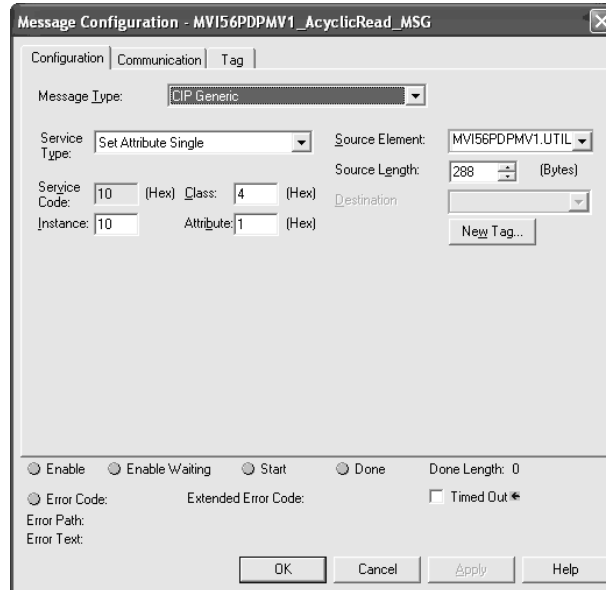 Message Configuration - MVI56PDPMV1_AcyclicRead_MSG
Configuration Communication Tag
Message Type: CIP Generic
Service Type: Set Attribute Single Source Element: MVI56PDPMV1.UTIL
Source Length: 288 (Bytes)
Service Code: 10 (Hex) Class: 4 (Hex) Destination
Instance: 10 Attribute: 1 (Hex) New Tag...
Enable Enable Waiting Start Done Done Length: 0
Error Code: Extended Error Code: Timed Out
Error Path:
Error Text:
OK Cancel Apply Help